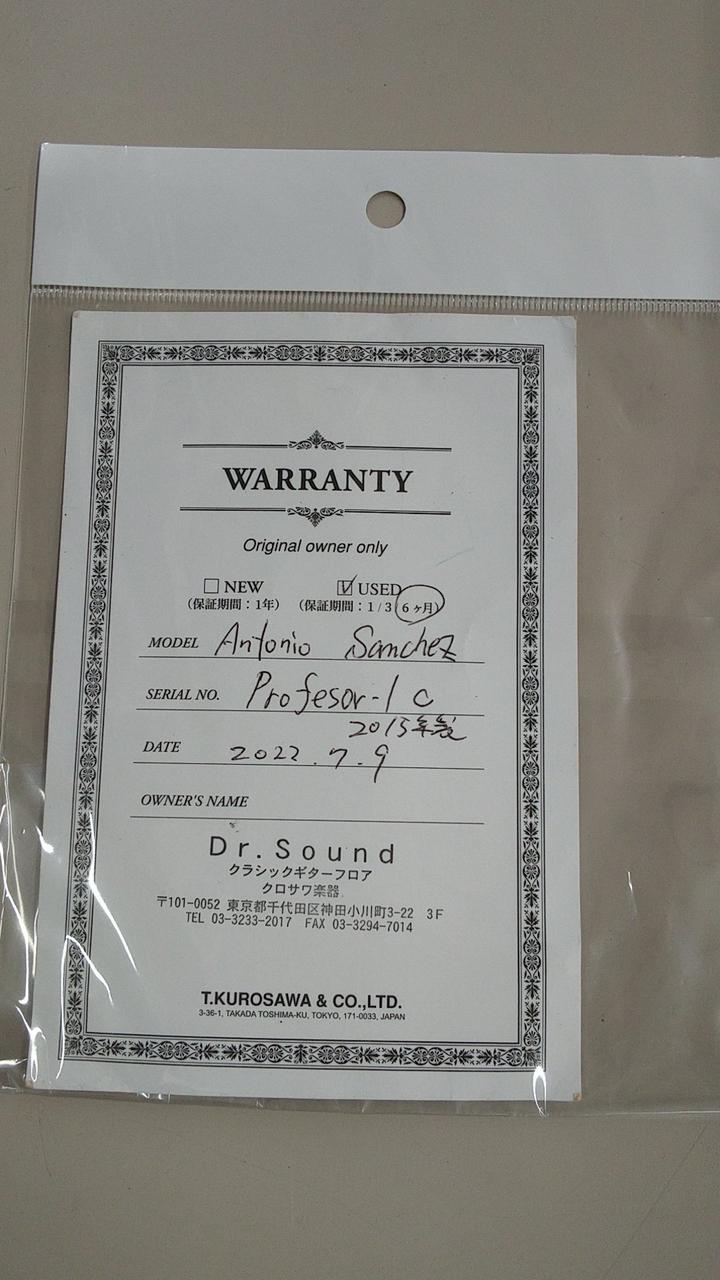 WARRANTY
Original owner only
☐ NEW ☑ USED
(保証期間:1年) (保証期間:1/3/6ヶ月)
MODEL Antonio Sanchez
SERIAL NO. Profesor-1 C
2015年製
DATE 2022.7.9
OWNER'S NAME
Dr.Sound
クラシックギターフロア
クロサワ楽器
〒101-0052 東京都千代田区神田小川町3-22 3F
TEL 03-3233-2017 FAX 03-3294-7014
T.KUROSAWA & CO.,LTD.
3-36-1, TAKADA TOSHIMA-KU, TOKYO, 171-0033, JAPAN